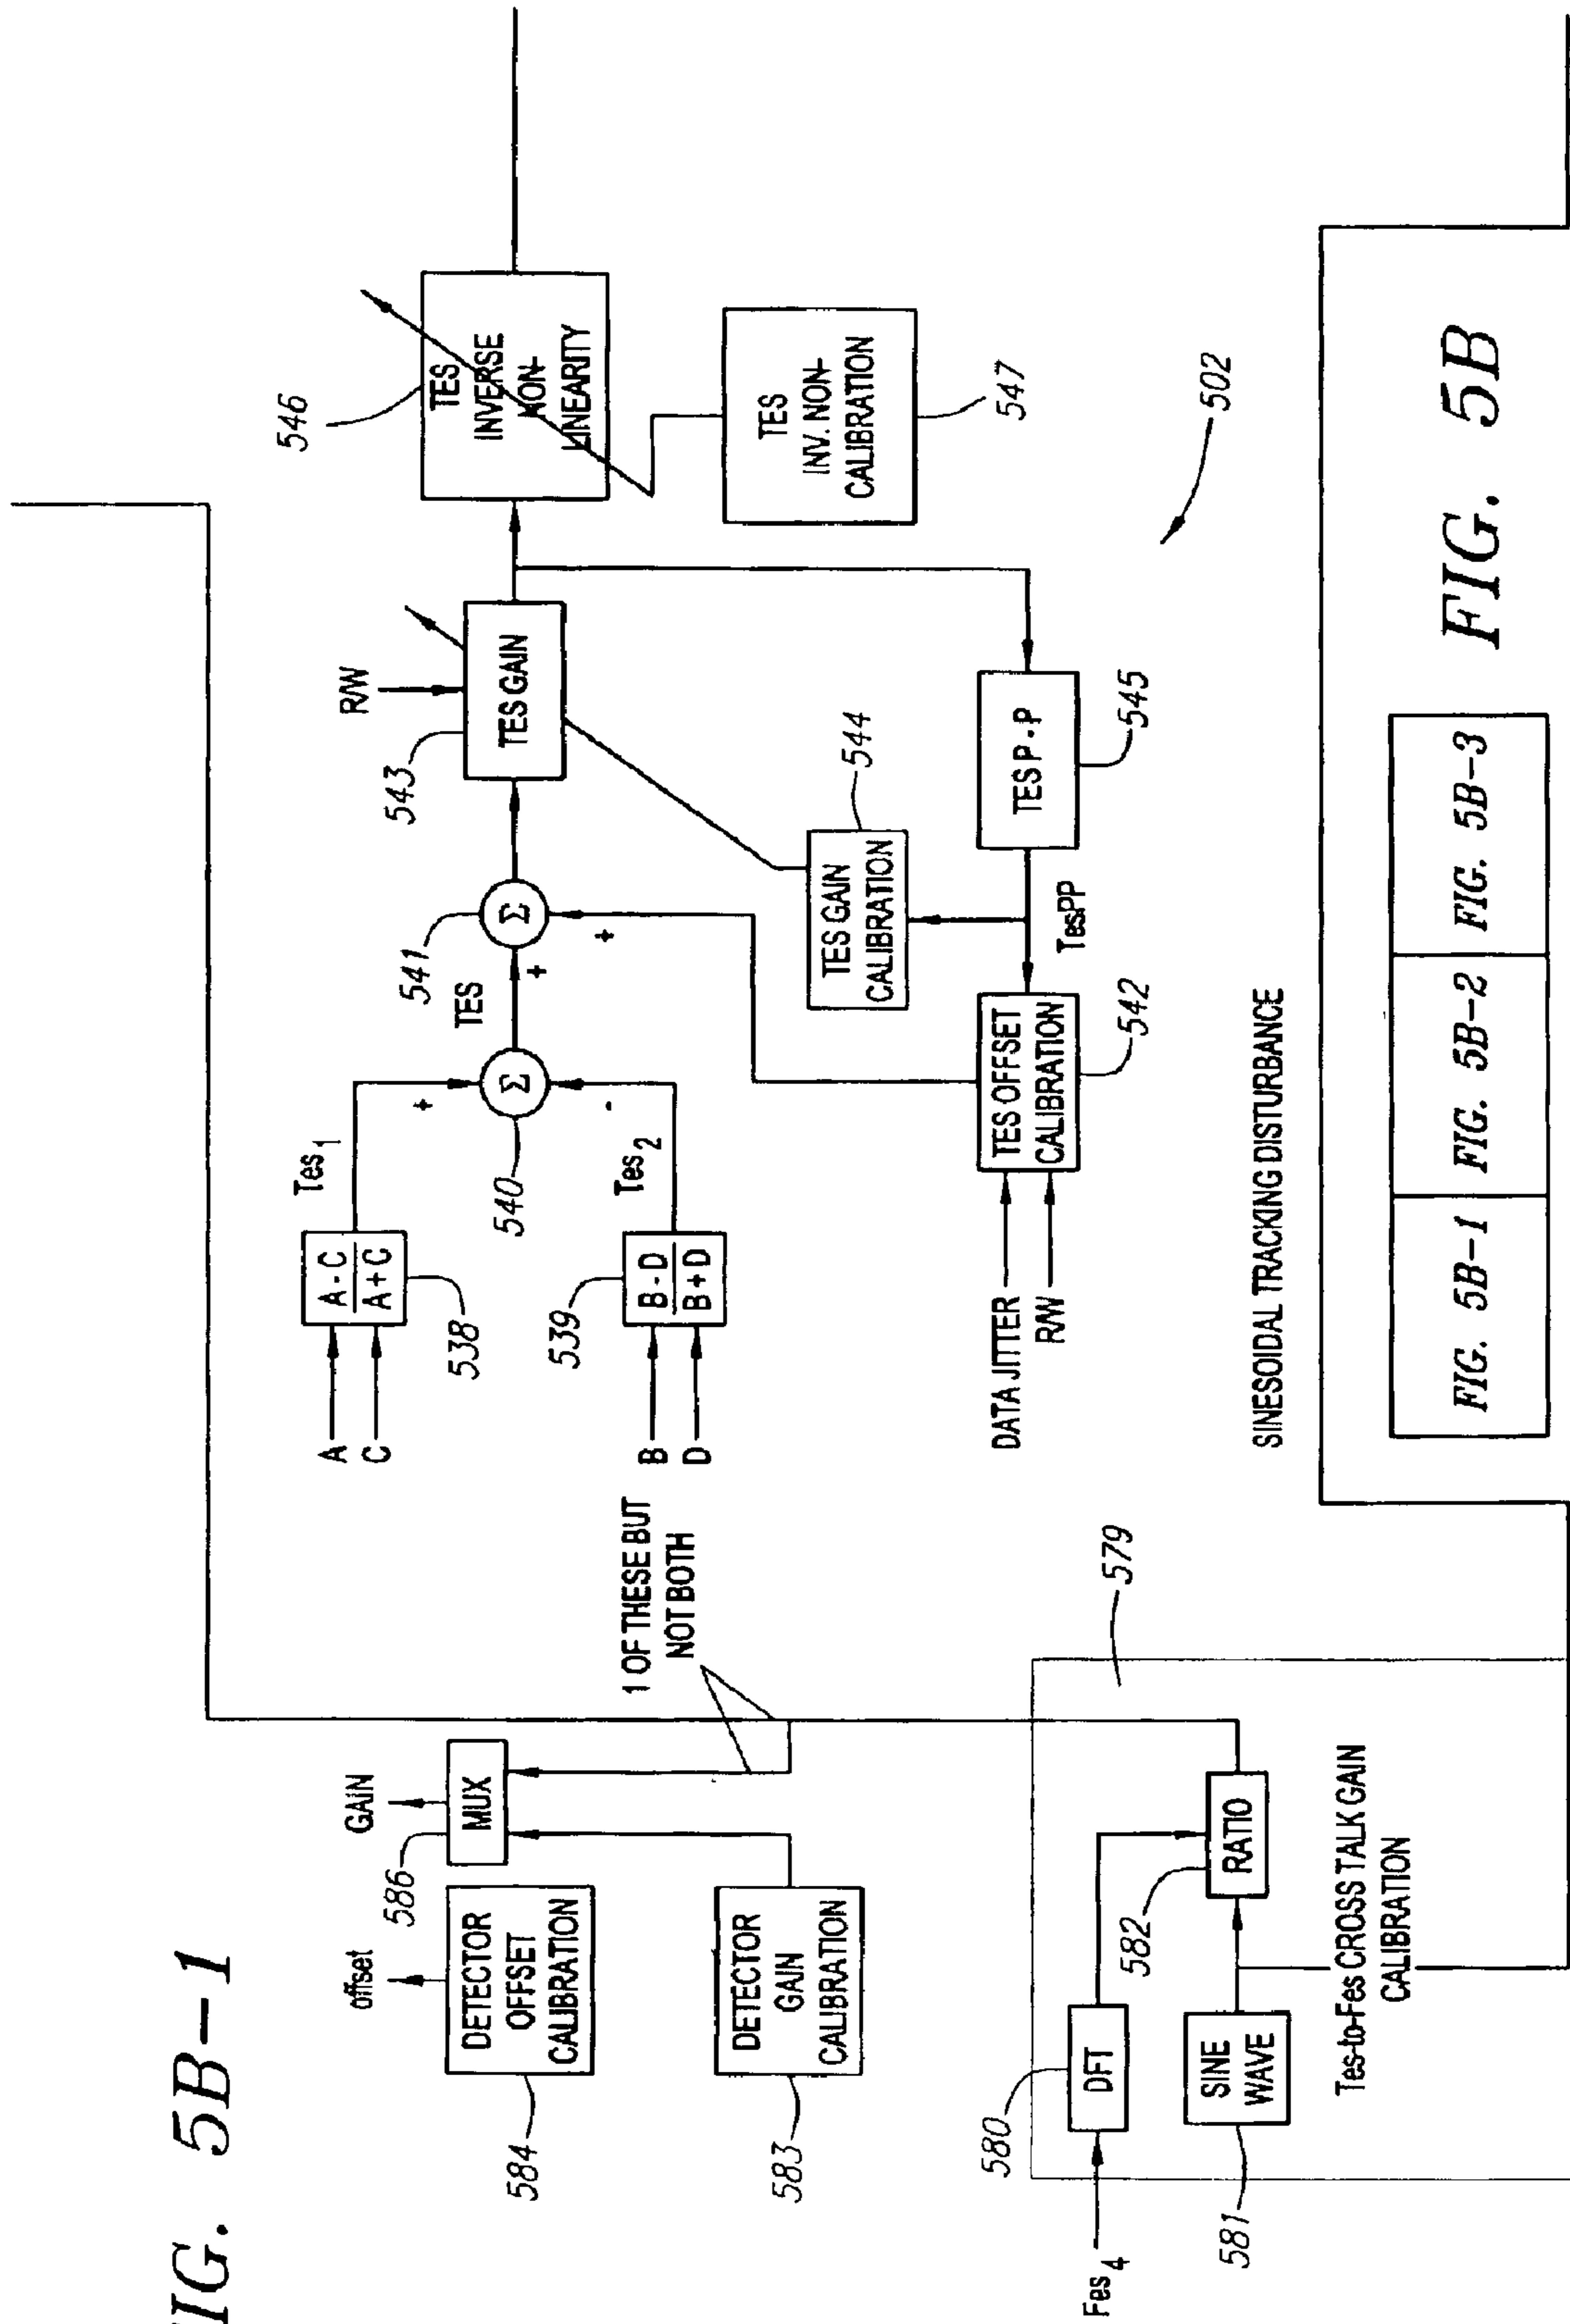 FIG. 5B-1
offset
GAIN
584
DETECTOR
OFFSET
CALIBRATION
586
MUX
583
DETECTOR
GAIN
CALIBRATION
1 OF THESE BUT
NOT BOTH
A
C
A - C
A + C
538
Tes1
+
B
D
539
B - D
B + D
Tes2
-
540
Σ
TES
541
+
Σ
+
543
R/W
TES GAIN
546
TES
INVERSE
NON-
LINEARITY
TES
INV. NON-
CALIBRATION
547
544
TES GAIN
CALIBRATION
TES P - P
545
TesPP
DATA JITTER
R/W
TES OFFSET
CALIBRATION
542
502
Fes4
580
DFT
581
SINE
WAVE
582
RATIO
579
Tes-to-Fes CROSS TALK GAIN
CALIBRATION
SINESOIDAL TRACKING DISTURBANCE
FIG. 5B-1
FIG. 5B-2
FIG. 5B-3
FIG. 5B